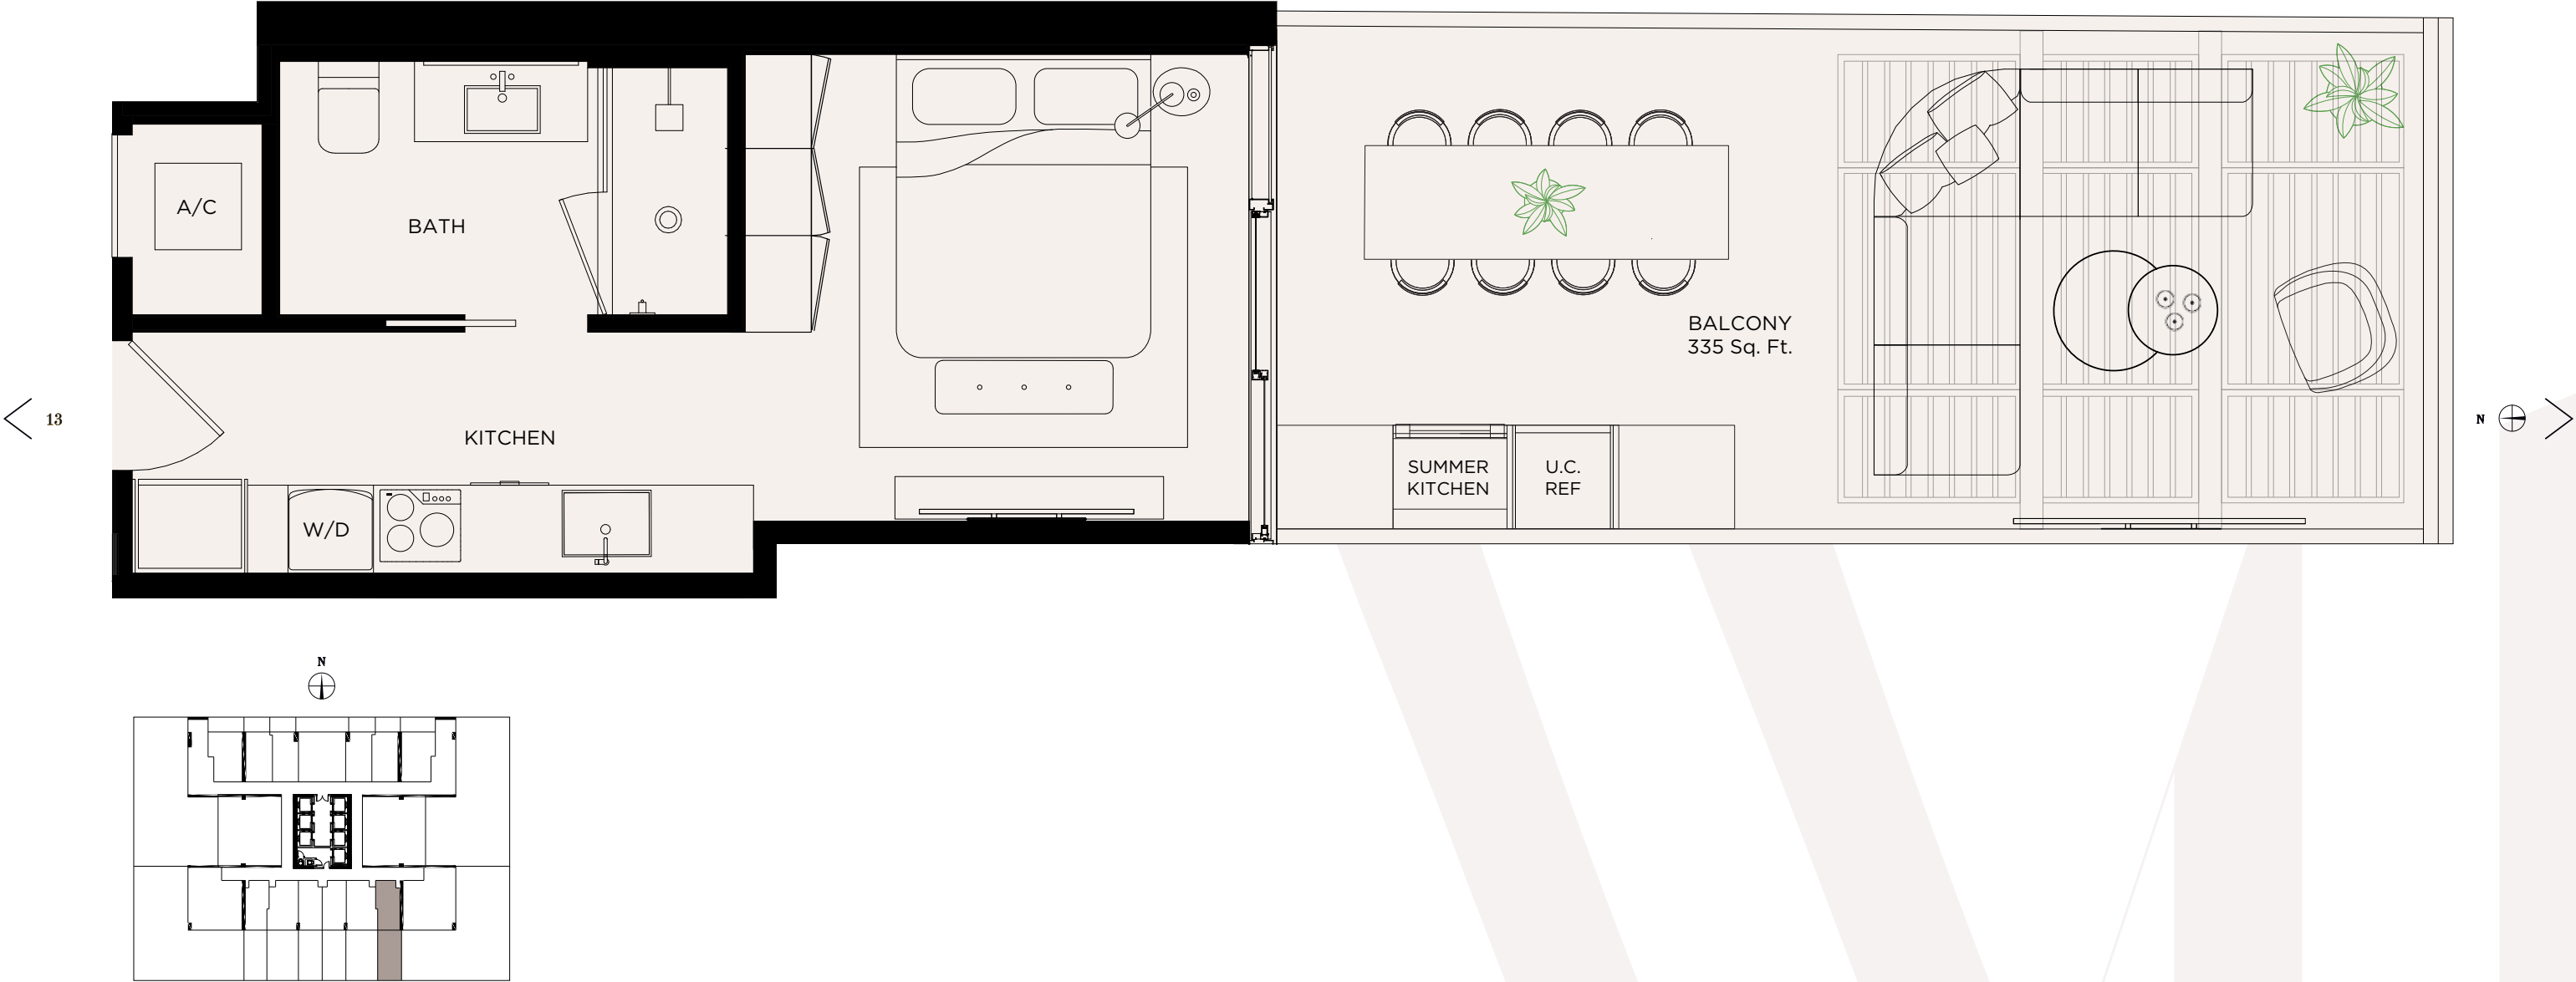 A/C
BATH
BALCONY
335 Sq. Ft.
13
N
KITCHEN
SUMMER
KITCHEN
U.C.
REF
W/D
N